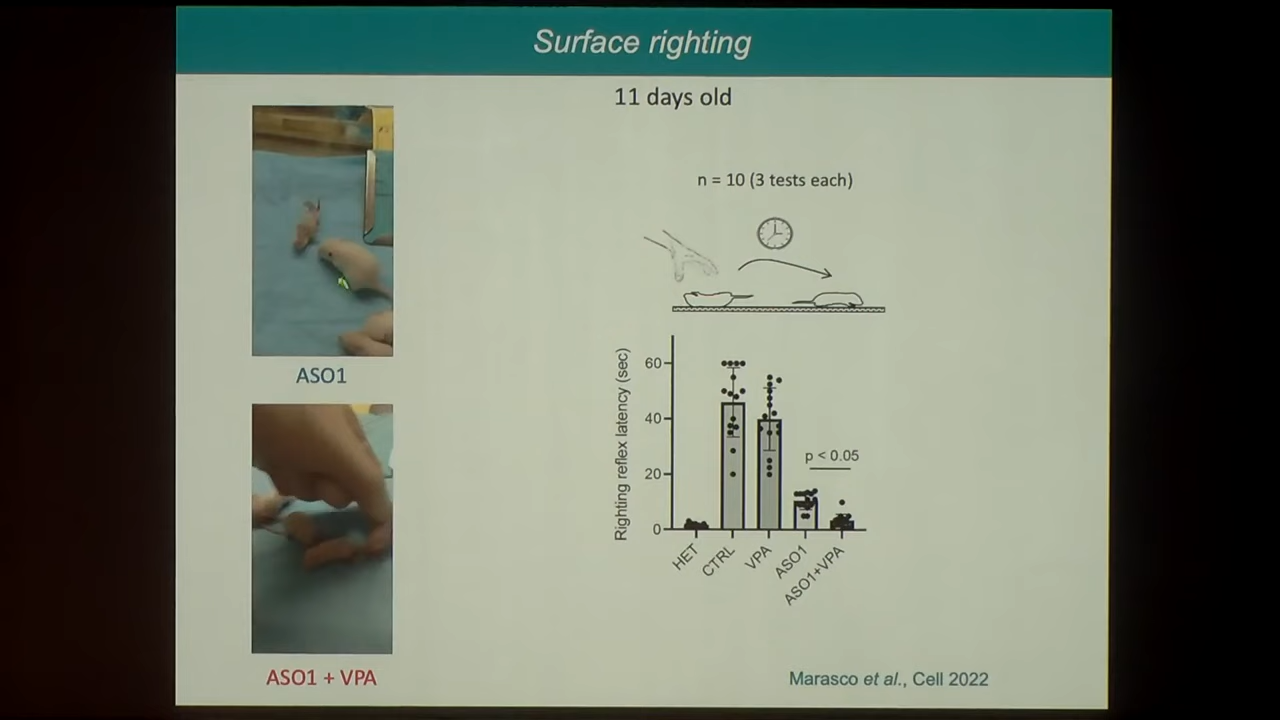 Surface righting
11 days old
n = 10 (3 tests each)
ASO1
ASO1 + VPA
Righting reflex latency (sec)
60
40
20
0
p < 0.05
HET
CTRL
VPA
ASO1
ASO1+VPA
Marasco et al., Cell 2022